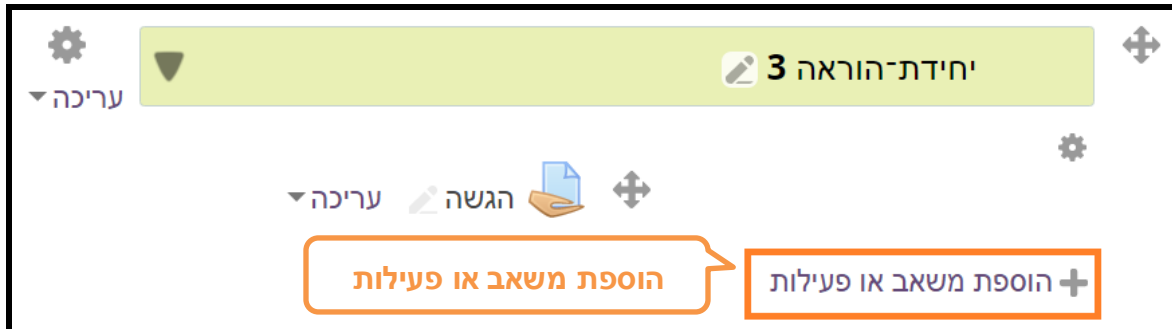 יחידת־הוראה 3
עריכה
הגשה
עריכה
הוספת משאב או פעילות
הוספת משאב או פעילות